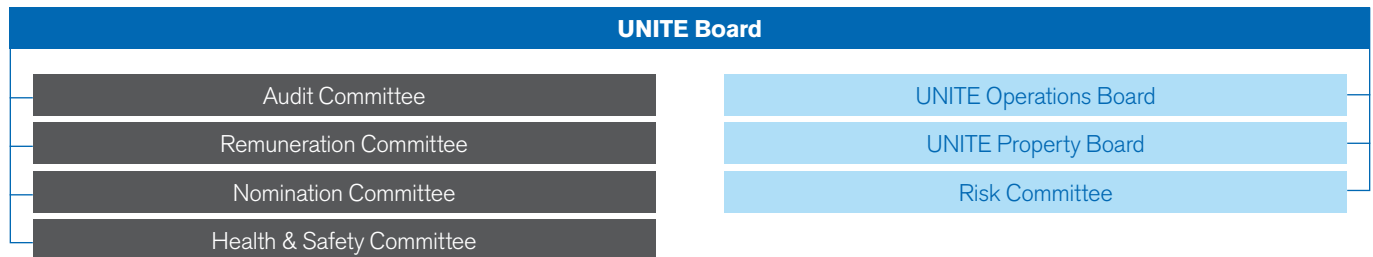 UNITE Board
Audit Committee
Remuneration Committee
Nomination Committee
Health & Safety Committee
UNITE Operations Board
UNITE Property Board
Risk Committee